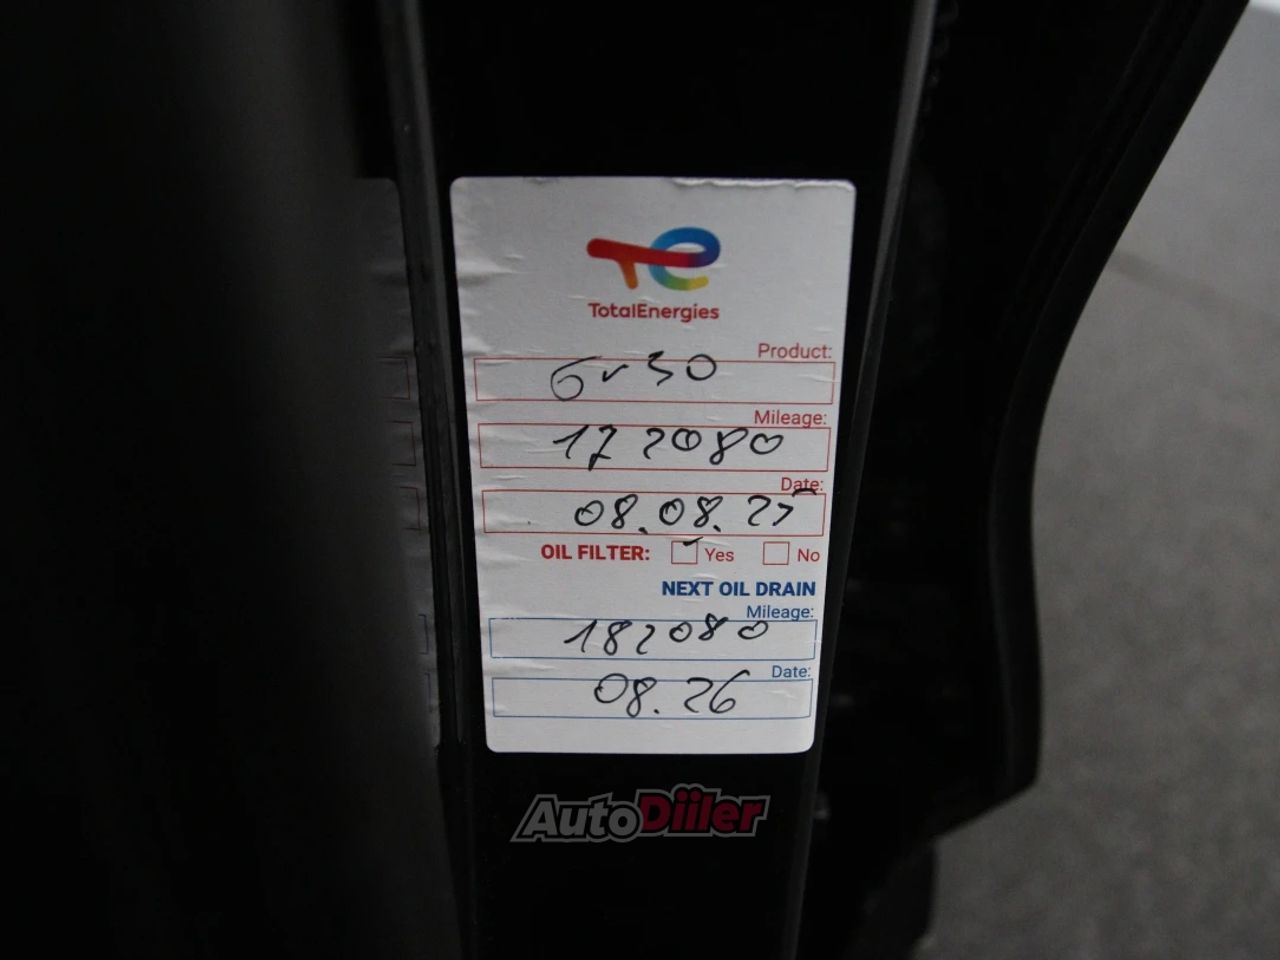 TotalEnergies
Product:
5w30
Mileage:
172080
Date:
08.08.25
OIL FILTER: Yes No
NEXT OIL DRAIN
Mileage:
182080
Date:
08.26
AutoDiiler